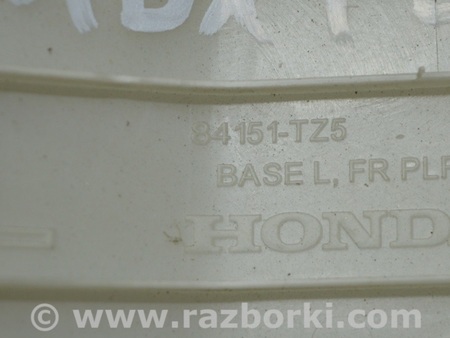 84151-TZ5
BASE L, FR PLR
HONDA
© www.razborki.com